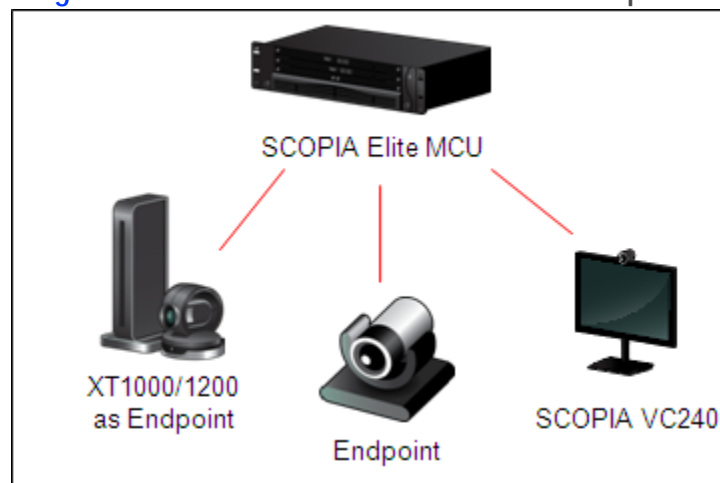 SCOPIA Elite MCU
XT1000/1200
as Endpoint
Endpoint
SCOPIA VC240